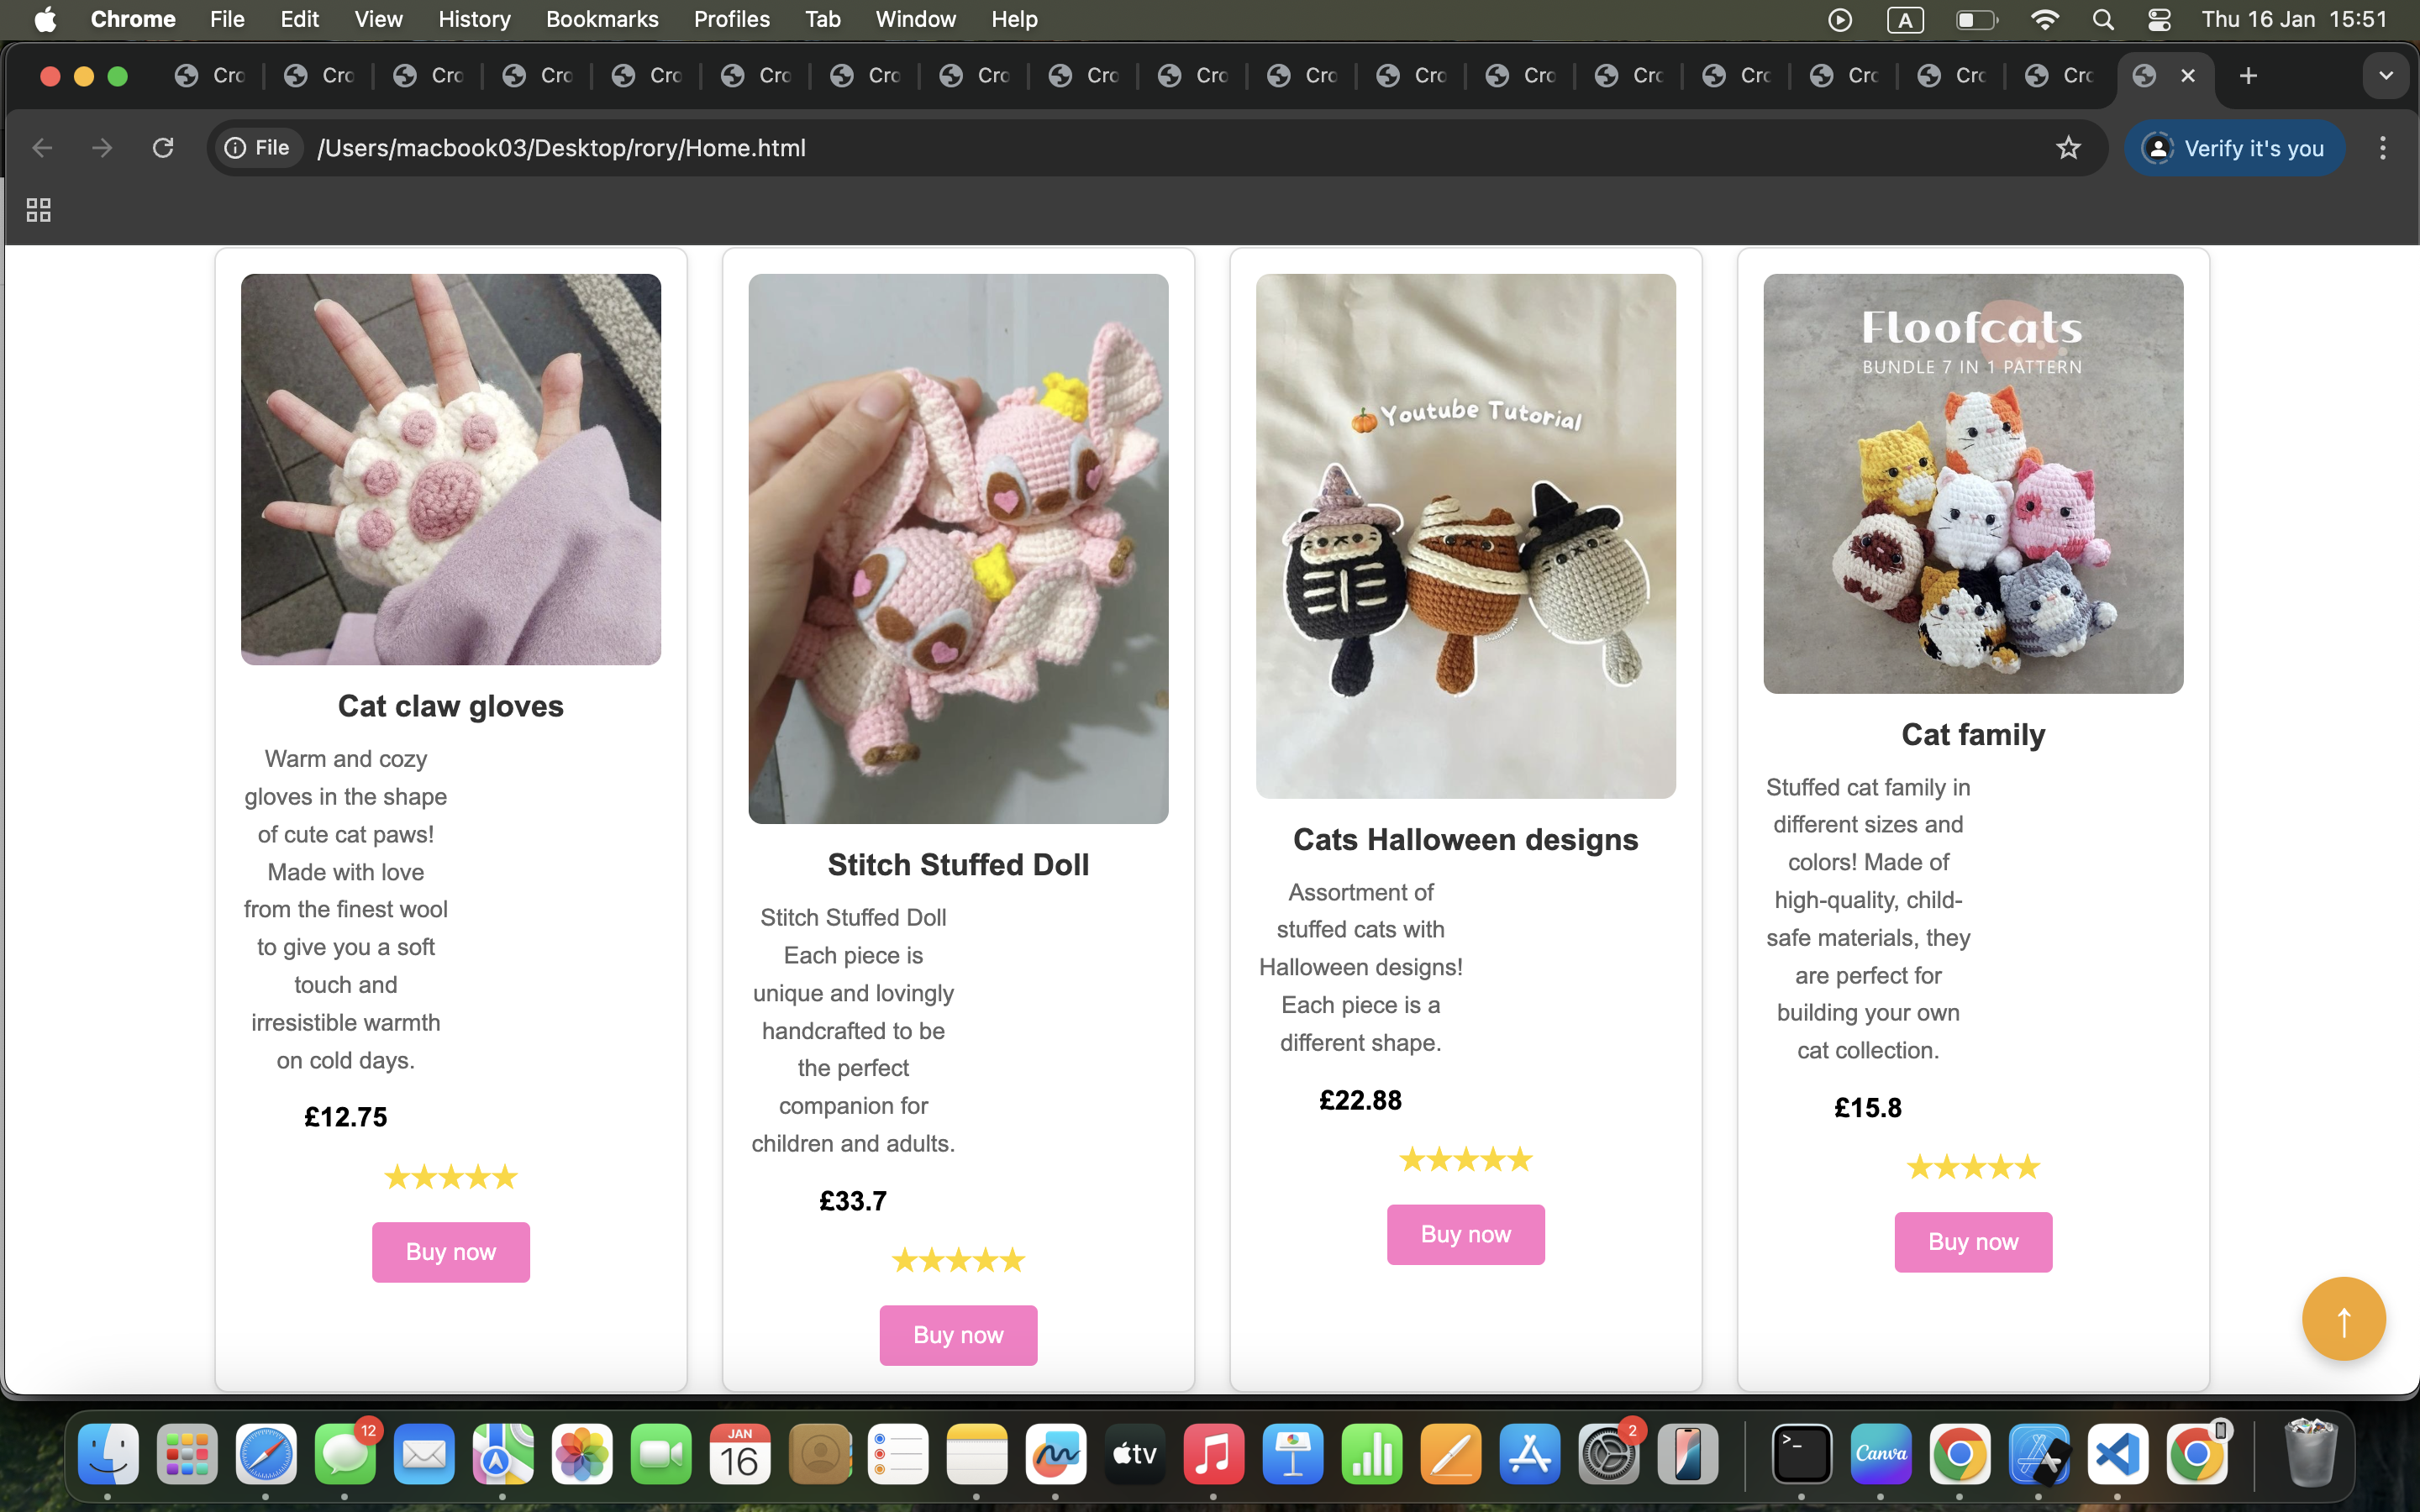 Chrome File Edit View History Bookmarks Profiles Tab Window Help A Thu 16 Jan 15:51
Cro Cro Cro Cro Cro Cro Cro Cro Cro Cro Cro Cro Cro Cro Cro Cro Cro Cro
File /Users/macbook03/Desktop/rory/Home.html Verify it's you
Cat claw gloves
Warm and cozy
gloves in the shape
of cute cat paws!
Made with love
from the finest wool
to give you a soft
touch and
irresistible warmth
on cold days.
£12.75
★★★★★
Buy now
Stitch Stuffed Doll
Stitch Stuffed Doll
Each piece is
unique and lovingly
handcrafted to be
the perfect
companion for
children and adults.
£33.7
★★★★★
Buy now
Youtube Tutorial
Cats Halloween designs
Assortment of
stuffed cats with
Halloween designs!
Each piece is a
different shape.
£22.88
★★★★★
Buy now
Floofcats
BUNDLE 7 IN 1 PATTERN
Cat family
Stuffed cat family in
different sizes and
colors! Made of
high-quality, child-
safe materials, they
are perfect for
building your own
cat collection.
£15.8
★★★★★
Buy now
↑
12
JAN
16
tv
2
>_
Canva